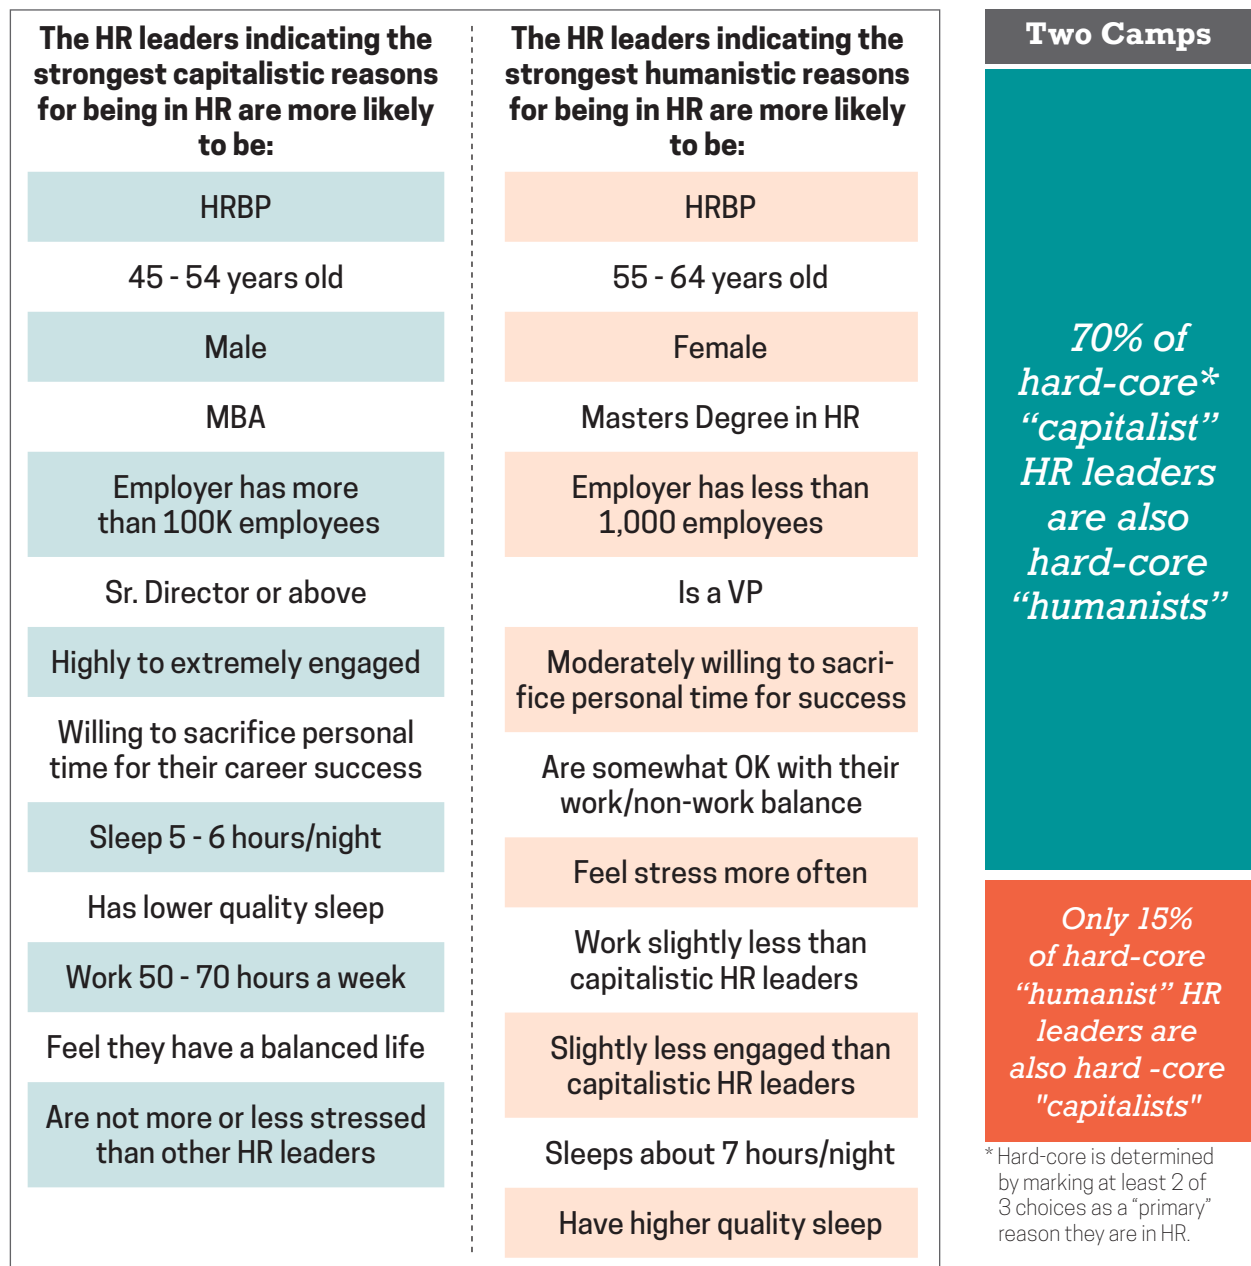 The HR leaders indicating the
strongest capitalistic reasons
for being in HR are more likely
to be:
HRBP
45 - 54 years old
Male
MBA
Employer has more
than 100K employees
Sr. Director or above
Highly to extremely engaged
Willing to sacrifice personal
time for their career success
Sleep 5 - 6 hours/night
Has lower quality sleep
Work 50 - 70 hours a week
Feel they have a balanced life
Are not more or less stressed
than other HR leaders
The HR leaders indicating the
strongest humanistic reasons
for being in HR are more likely
to be:
HRBP
55 - 64 years old
Female
Masters Degree in HR
Employer has less than
1,000 employees
Is a VP
Moderately willing to sacri-
fice personal time for success
Are somewhat OK with their
work/non-work balance
Feel stress more often
Work slightly less than
capitalistic HR leaders
Slightly less engaged than
capitalistic HR leaders
Sleeps about 7 hours/night
Have higher quality sleep
Two Camps
70% of
hard-core*
“capitalist”
HR leaders
are also
hard-core
“humanists”
Only 15%
of hard-core
“humanist” HR
leaders are
also hard -core
"capitalists"
* Hard-core is determined
by marking at least 2 of
3 choices as a “primary”
reason they are in HR.